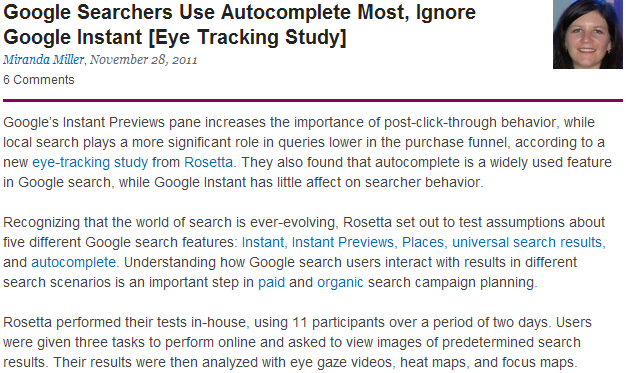 Google Searchers Use Autocomplete Most, Ignore
Google Instant [Eye Tracking Study]
Miranda Miller, November 28, 2011
6 Comments
Google's Instant Previews pane increases the importance of post-click-through behavior, while
local search plays a more significant role in queries lower in the purchase funnel, according to a
new eye-tracking study from Rosetta. They also found that autocomplete is a widely used feature
in Google search, while Google Instant has little affect on searcher behavior.
Recognizing that the world of search is ever-evolving, Rosetta set out to test assumptions about
five different Google search features: Instant, Instant Previews, Places, universal search results,
and autocomplete. Understanding how Google search users interact with results in different
search scenarios is an important step in paid and organic search campaign planning.
Rosetta performed their tests in-house, using 11 participants over a period of two days. Users
were given three tasks to perform online and asked to view images of predetermined search
results. Their results were then analyzed with eye gaze videos, heat maps, and focus maps.